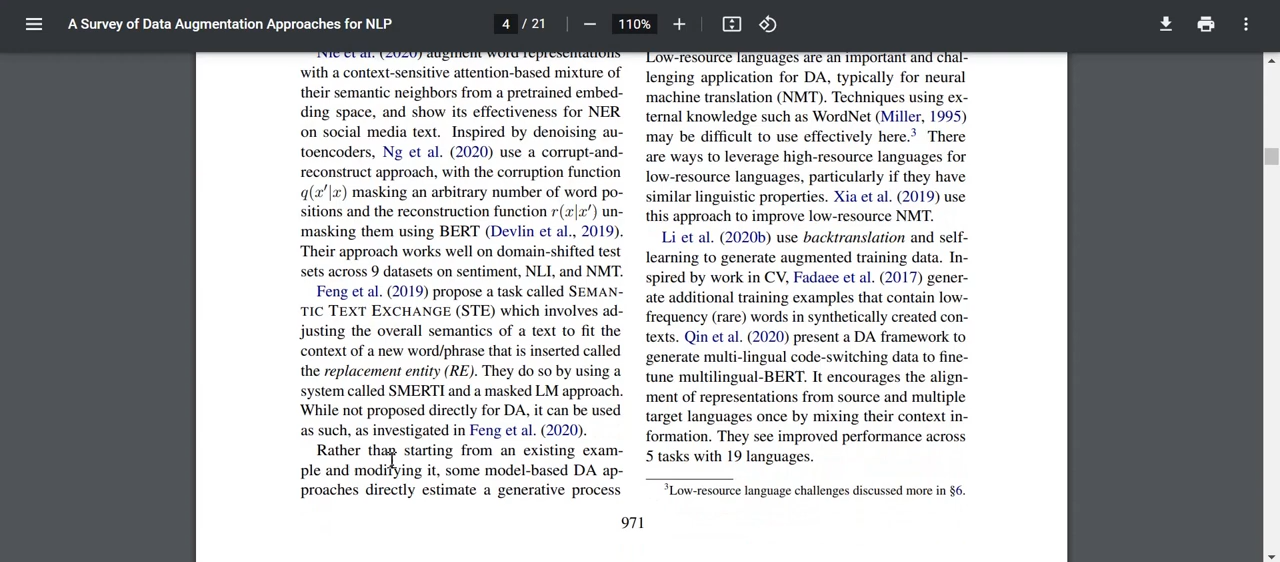 A Survey of Data Augmentation Approaches for NLP
4 / 21
110%
Nie et al. (2020) augment word representations
with a context-sensitive attention-based mixture of
their semantic neighbors from a pretrained embed-
ding space, and show its effectiveness for NER
on social media text. Inspired by denoising au-
toencoders, Ng et al. (2020) use a corrupt-and-
reconstruct approach, with the corruption function
q(x′|x) masking an arbitrary number of word po-
sitions and the reconstruction function r(x|x′) un-
masking them using BERT (Devlin et al., 2019).
Their approach works well on domain-shifted test
sets across 9 datasets on sentiment, NLI, and NMT.
Feng et al. (2019) propose a task called SEMAN-
TIC TEXT EXCHANGE (STE) which involves ad-
justing the overall semantics of a text to fit the
context of a new word/phrase that is inserted called
the replacement entity (RE). They do so by using a
system called SMERTI and a masked LM approach.
While not proposed directly for DA, it can be used
as such, as investigated in Feng et al. (2020).
Rather than starting from an existing exam-
ple and modifying it, some model-based DA ap-
proaches directly estimate a generative process
Low-resource languages are an important and chal-
lenging application for DA, typically for neural
machine translation (NMT). Techniques using ex-
ternal knowledge such as WordNet (Miller, 1995)
may be difficult to use effectively here.³ There
are ways to leverage high-resource languages for
low-resource languages, particularly if they have
similar linguistic properties. Xia et al. (2019) use
this approach to improve low-resource NMT.
Li et al. (2020b) use backtranslation and self-
learning to generate augmented training data. In-
spired by work in CV, Fadaee et al. (2017) gener-
ate additional training examples that contain low-
frequency (rare) words in synthetically created con-
texts. Qin et al. (2020) present a DA framework to
generate multi-lingual code-switching data to fine-
tune multilingual-BERT. It encourages the align-
ment of representations from source and multiple
target languages once by mixing their context in-
formation. They see improved performance across
5 tasks with 19 languages.
³Low-resource language challenges discussed more in §6.
971